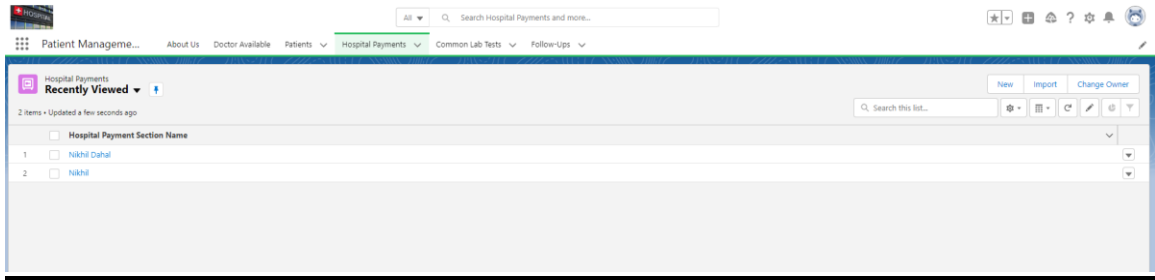 HOSPITAL
All Search Hospital Payments and more...
Patient Manageme... About Us Doctor Available Patients Hospital Payments Common Lab Tests Follow-Ups
Hospital Payments
Recently Viewed
New Import Change Owner
2 items • Updated a few seconds ago
Search this list...
Hospital Payment Section Name
1 Nikhil Dahal
2 Nikhil